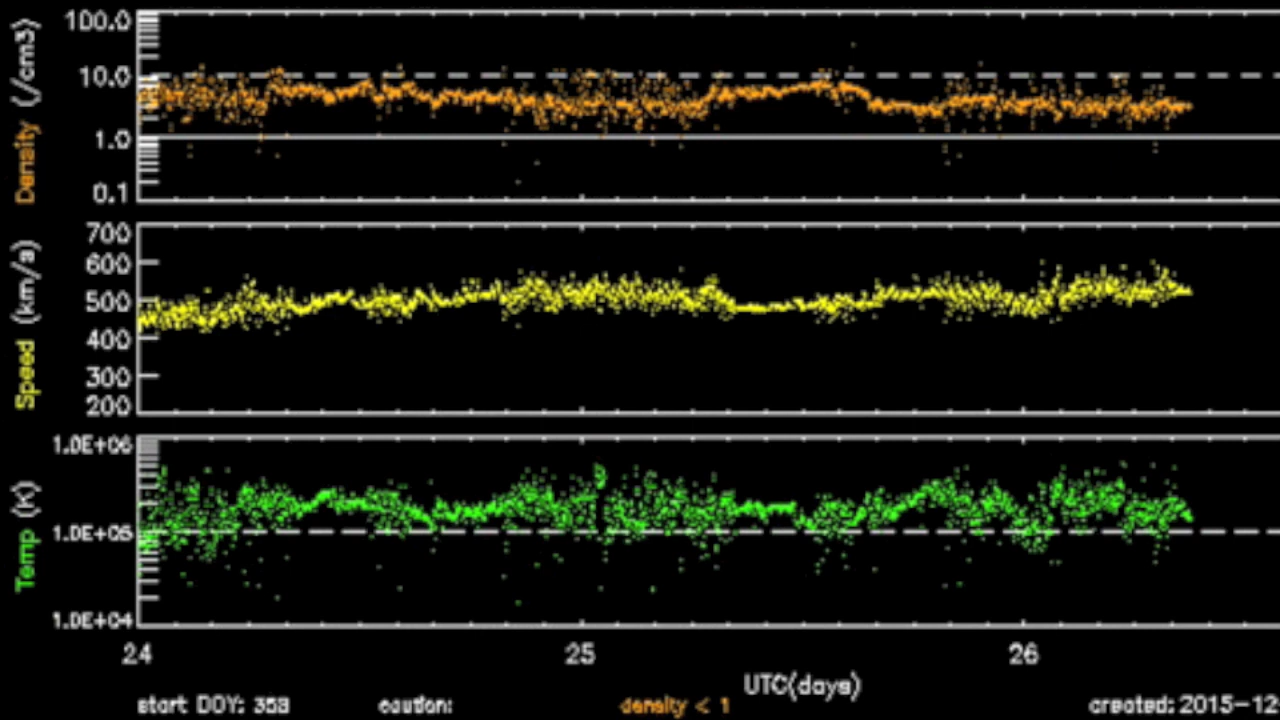 100.0
10.0
1.0
0.1
Density (/cm3)
700
600
500
400
300
200
Speed (km/a)
1.0E+06
1.0E+05
1.0E+04
Temp (K)
24 25 26
UTC(days)
start DOY: 358 caution: density < 1 created: 2015-12